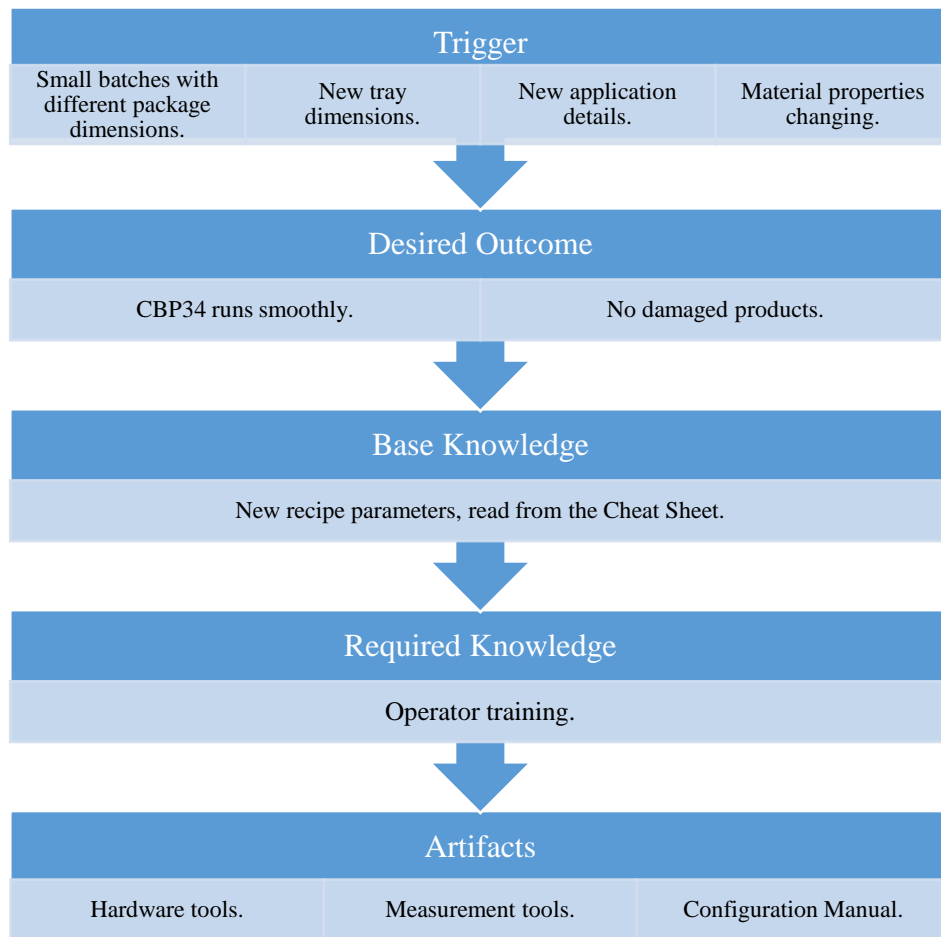 Trigger
Small batches with
different package
dimensions.
New tray
dimensions.
New application
details.
Material properties
changing.
Desired Outcome
CBP34 runs smoothly.
No damaged products.
Base Knowledge
New recipe parameters, read from the Cheat Sheet.
Required Knowledge
Operator training.
Artifacts
Hardware tools.
Measurement tools.
Configuration Manual.